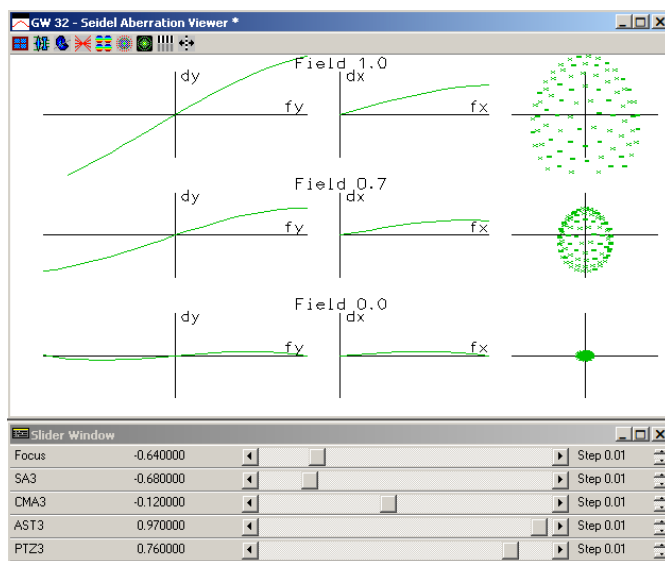 GW 32 - Seidel Aberration Viewer *
Field 1.0
dy dx
fy fx
Field 0.7
dy dx
fy fx
Field 0.0
dy dx
fy fx
Slider Window
Focus -0.640000 Step 0.01
SA3 -0.680000 Step 0.01
CMA3 -0.120000 Step 0.01
AST3 0.970000 Step 0.01
PTZ3 0.760000 Step 0.01